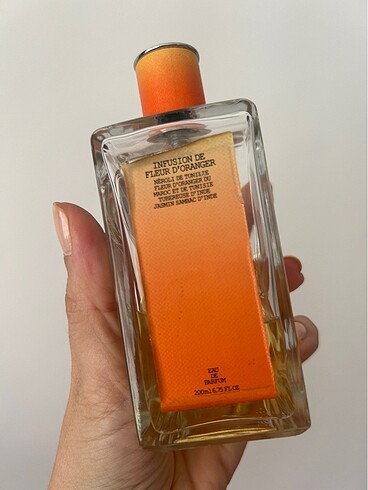 INFUSION DE
FLEUR D'ORANGER
NÉROLI DE TUNISIE
FLEUR D'ORANGER DU
MAROC ET DE TUNISIE
TUBEREUSE D'INDE
JASMIN SAMBAC D'INDE
EAU
DE
PARFUM
200ml 6.75 FL.OZ